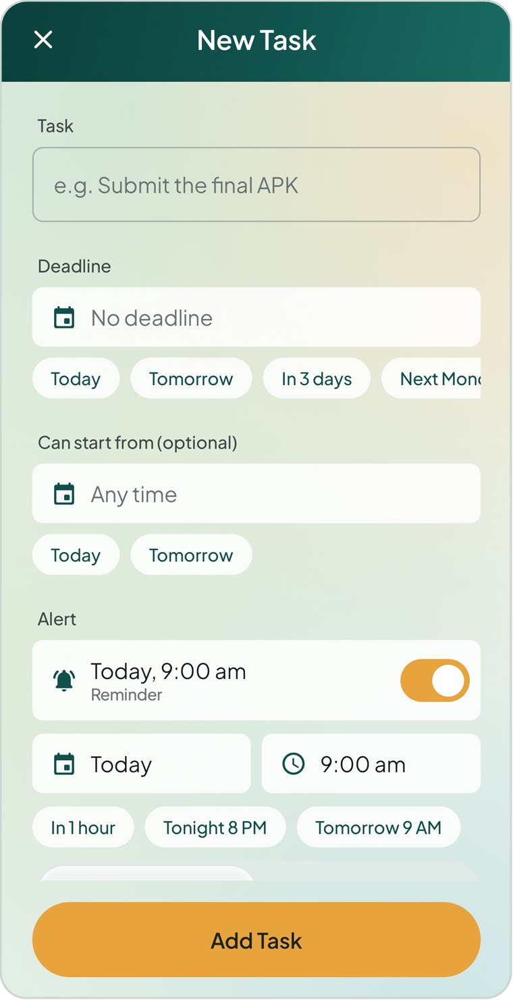 New Task
Task
e.g. Submit the final APK
Deadline
No deadline
Today
Tomorrow
In 3 days
Next
Can start from (optional)
Any time
Today
Tomorrow
Alert
Today, 9:00 am
Reminder
Today
9:00 am
In 1 hour
Tonight 8 PM
Tomorrow 9 AM
Add Task